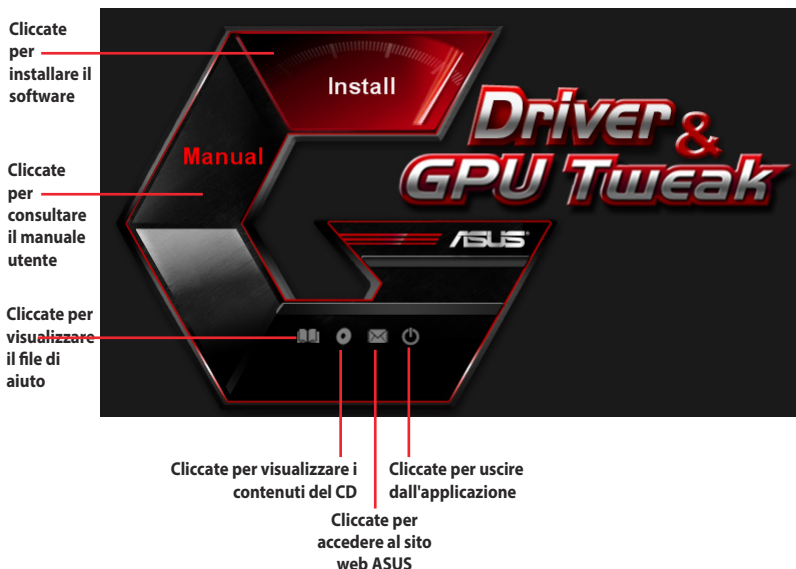 Cliccate
per
installare il
software
Install
Driver &
GPU Tweak
Manual
Cliccate
per
consultare
il manuale
utente
ASUS
Cliccate per
visualizzare
il file di
aiuto
Cliccate per visualizzare i
contenuti del CD
Cliccate per uscire
dall'applicazione
Cliccate per
accedere al sito
web ASUS